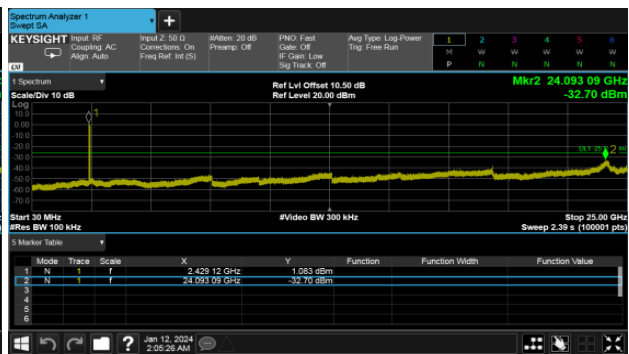 Spectrum Analyzer 1
Swept SA
KEYSIGHT Input: RF Input Z: 50 Ω #Atten: 20 dB PNO: Fast Avg Type: Log-Power 1 2 3 4 5 6
Coupling: AC Corrections: On Preamp: Off Gate: Off Trig: Free Run M W W W W W
Align: Auto Freq Ref: Int (S) IF Gain: Low P N N N N N
Sig Track: Off
LXI
1 Spectrum Ref Lvl Offset 10.50 dB Mkr2 24.093 09 GHz
Scale/Div 10 dB Ref Level 20.00 dBm -32.70 dBm
Log
10.0 1
0.00
10.0
20.0
30.0 2
40.0
50.0
60.0
70.0
Start 30 MHz #Video BW 300 kHz Stop 25.00 GHz
#Res BW 100 kHz Sweep 2.39 s (100001 pts)
5 Marker Table
Mode Trace Scale X Y Function Function Width Function Value
1 N 1 f 2.429 12 GHz 1.083 dBm
2 N 1 f 24.093 09 GHz -32.70 dBm
3
4
5
6
? Jan 12, 2024
2:05:26 AM